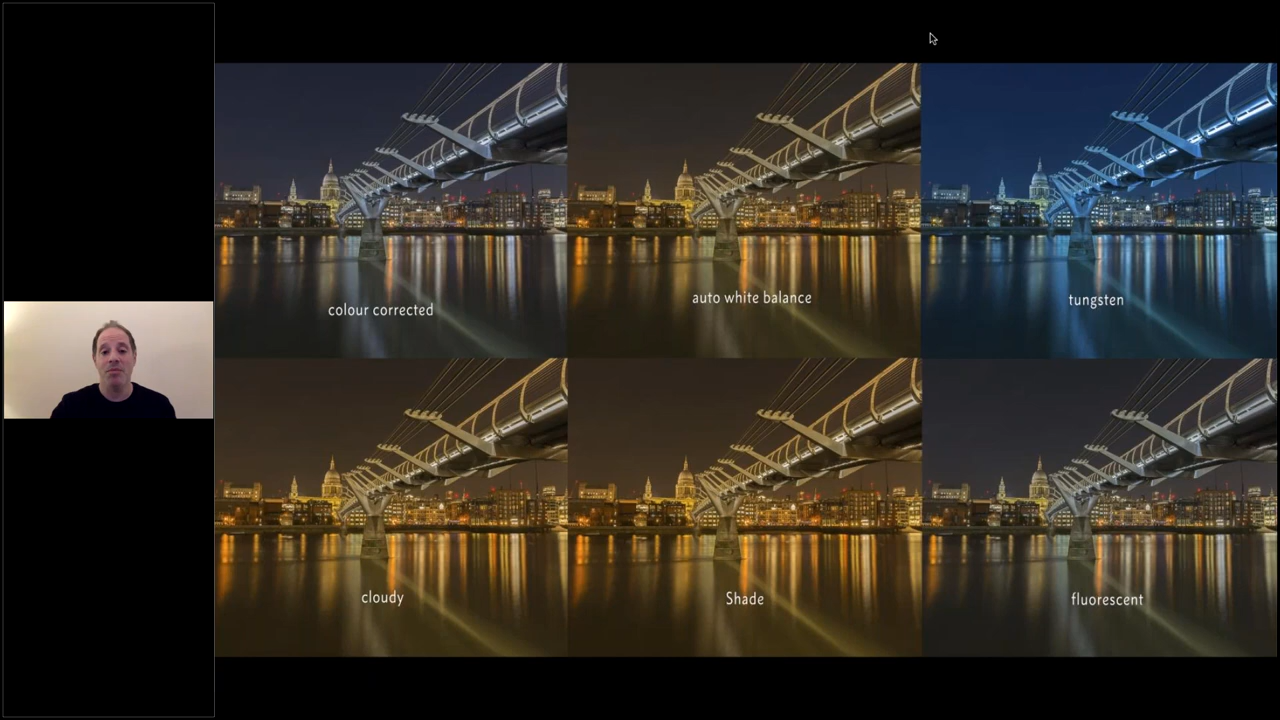 colour corrected
auto white balance
tungsten
cloudy
Shade
fluorescent